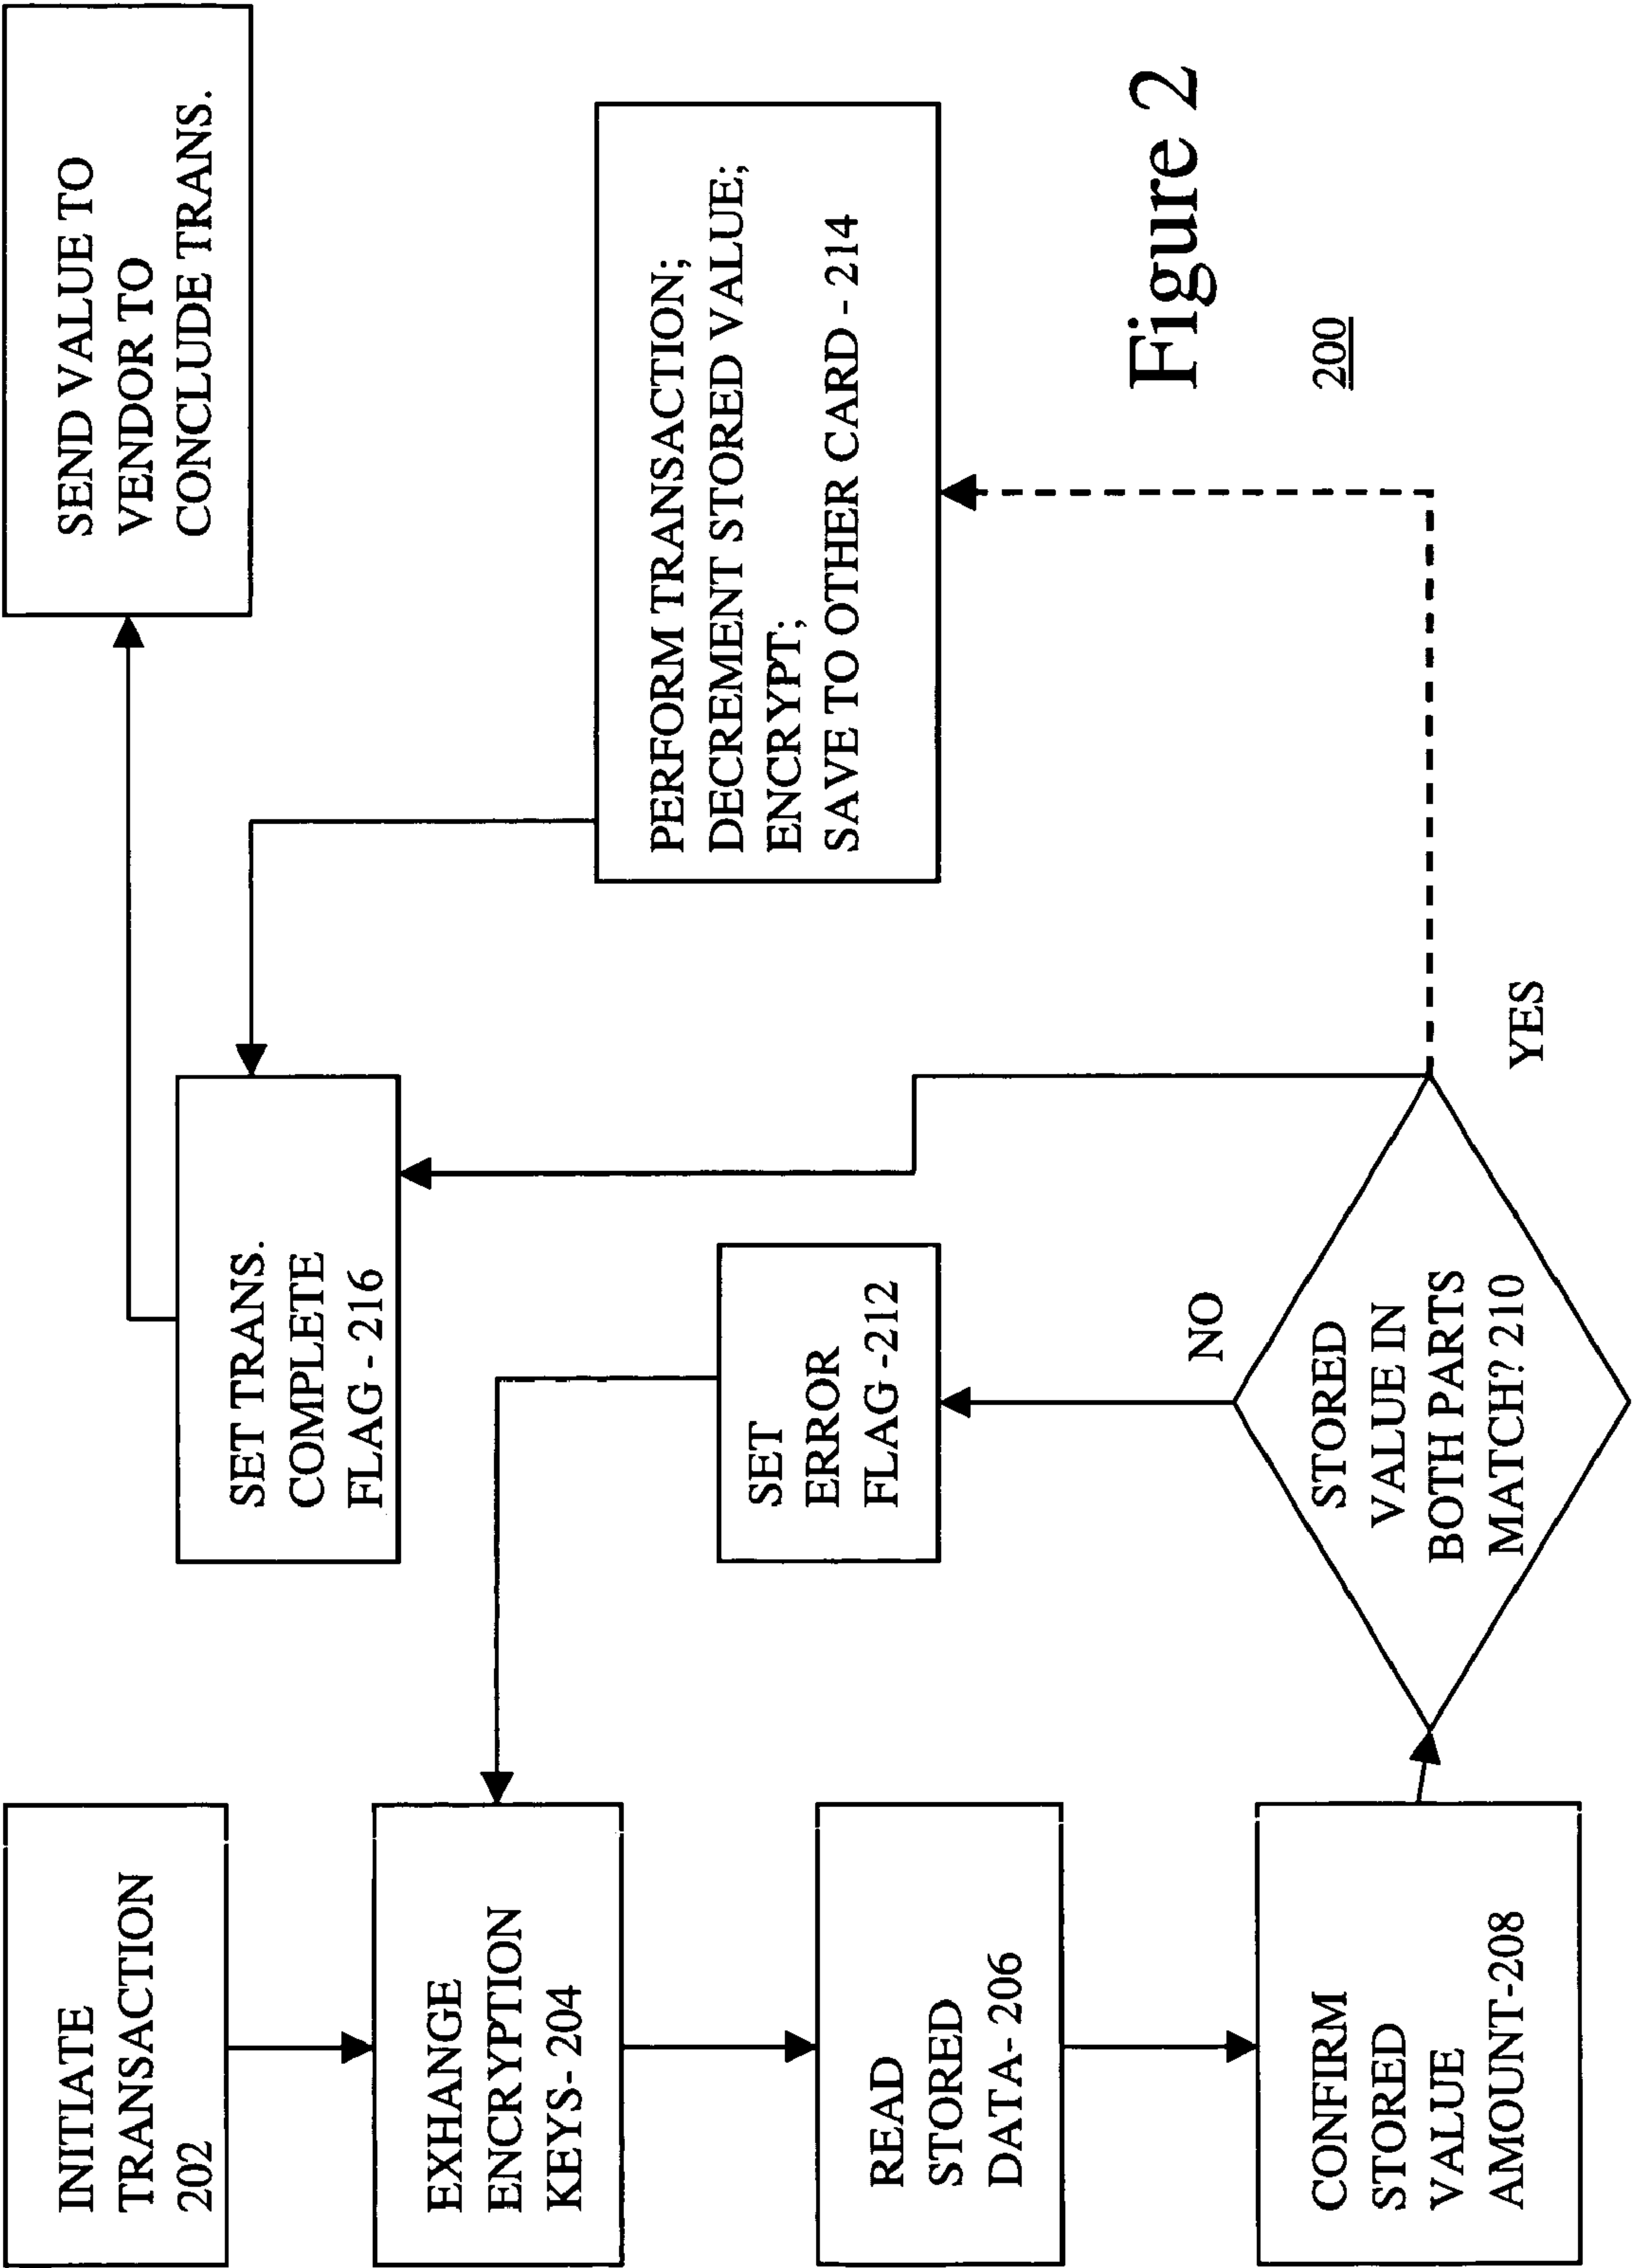 INITIATE
TRANSACTION
202
EXHANGE
ENCRYPTION
KEYS-204
READ
STORED
DATA-206
CONFIRM
STORED
VALUE
AMOUNT-208
STORED
VALUE IN
BOTH PARTS
MATCH? 210
NO
YES
SET
ERROR
FLAG -212
SET TRANS.
COMPLETE
FLAG - 216
PERFORM TRANSACTION;
DECREMENT STORED VALUE;
ENCRYPT;
SAVE TO OTHER CARD - 214
SEND VALUE TO
VENDOR TO
CONCLUDE TRANS.
Figure 2
200